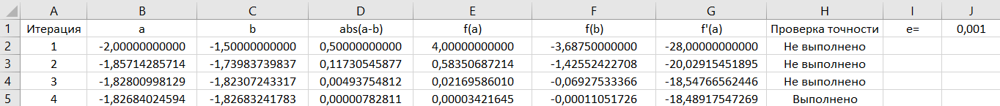 A B C D E F G H I J
1 Итерация a b abs(a-b) f(a) f(b) f'(a) Проверка точности e= 0,001
2 1 -2,00000000000 -1,50000000000 0,50000000000 4,00000000000 -3,68750000000 -28,00000000000 Не выполнено
3 2 -1,85714285714 -1,73983739837 0,11730545877 0,58350687214 -1,42552422708 -20,02915451895 Не выполнено
4 3 -1,82800998129 -1,82307243317 0,00493754812 0,02169586010 -0,06927533366 -18,54766562446 Не выполнено
5 4 -1,82684024594 -1,82683241783 0,00000782811 0,00003421645 -0,00011051726 -18,48917547269 Выполнено